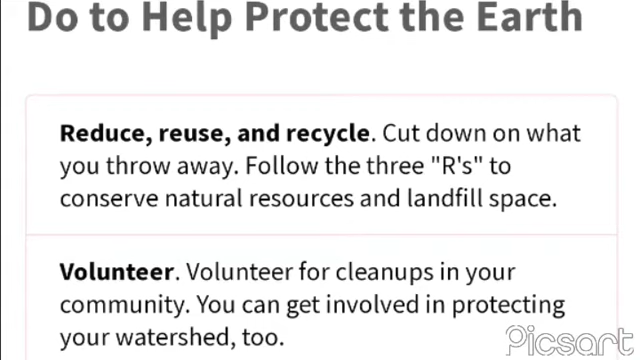 Do to Help Protect the Earth
Reduce, reuse, and recycle. Cut down on what
you throw away. Follow the three "R's" to
conserve natural resources and landfill space.
Volunteer. Volunteer for cleanups in your
community. You can get involved in protecting
your watershed, too.
Picsart